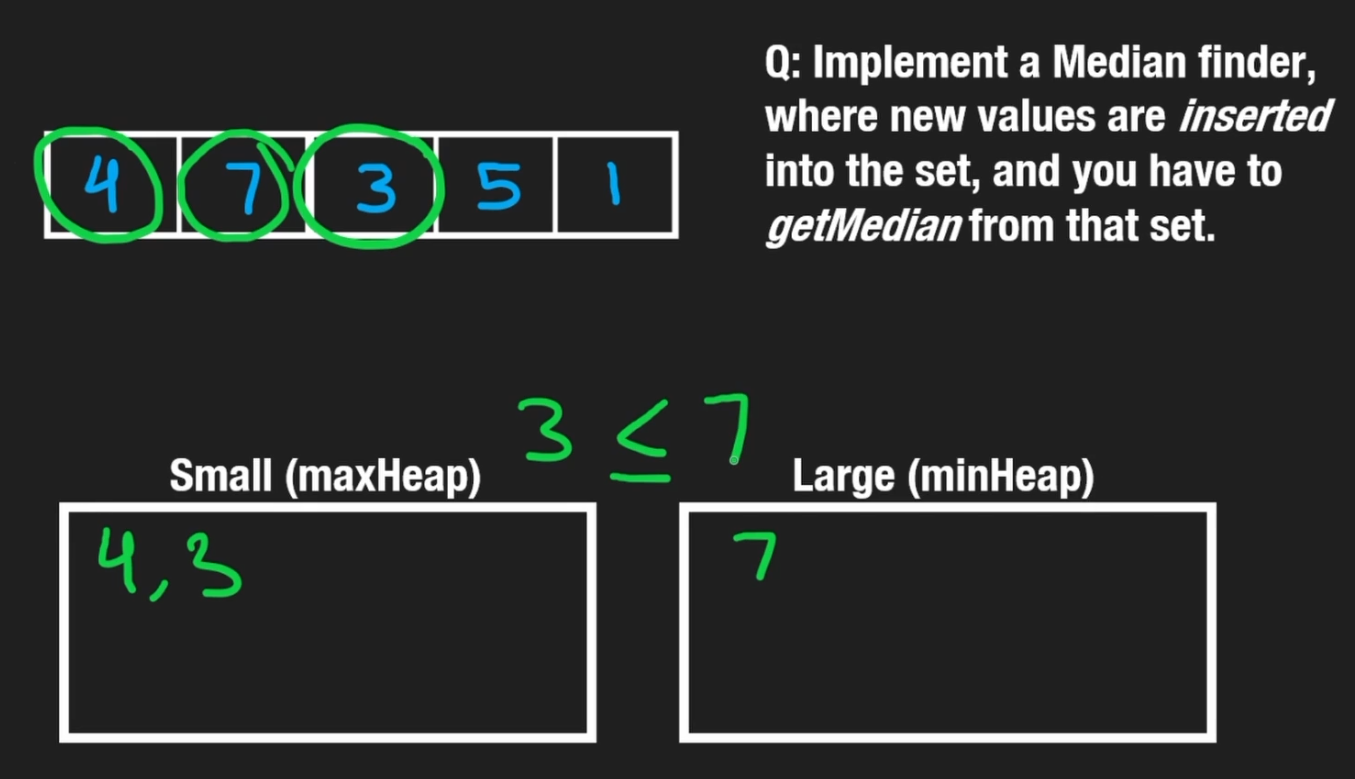 Q: Implement a Median finder,
where new values are inserted
into the set, and you have to
getMedian from that set.
4 7 3 5 1
3 ≤ 7
Small (maxHeap)
Large (minHeap)
4, 3
7